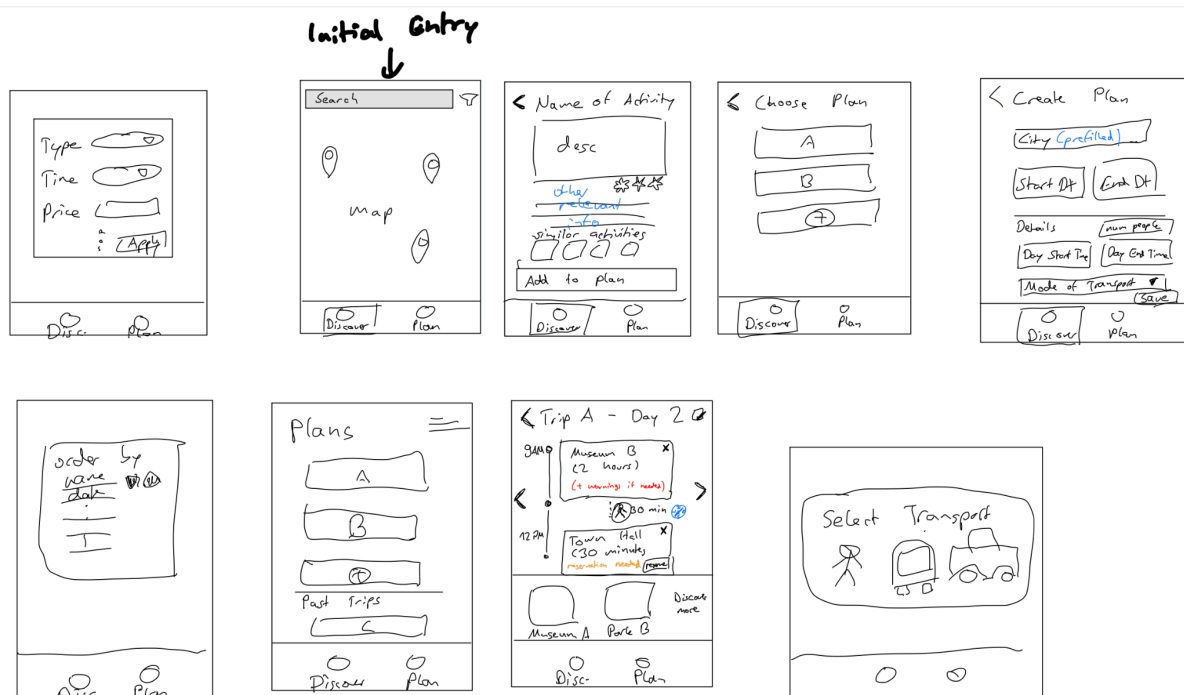 Initial Entry
Type
Time
Price
Apply
Disc.
Plan
Search
Map
Discover
Plan
< Name of Activity
desc
other
relevant
info
similar activities
Add to plan
Discover
Plan
< Choose Plan
A
B
+
Discover
Plan
< Create Plan
City (prefilled)
Start Dt
End Dt
Details
num people
Day Start Time
Day End Time
Mode of Transport
Save
Discover
Plan
order by
name
date
Disc
Plan
Plans
A
B
+
Past Trips
C
Discover
Plan
< Trip A - Day 2
9AM
Museum B
x
(2 hours)
(+ warnings if needed)
30 min
12 PM
Town Hall
x
(30 minutes
reservation needed
Museum A
Park B
Discover
more
Disc-
Plan
Select Transport